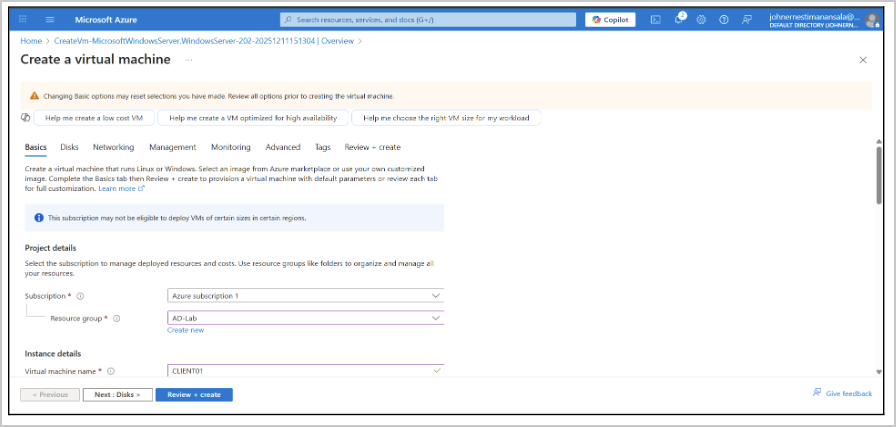 Microsoft Azure
Search resources, services, and docs (G+/)
Copilot
2
johnernestimanansala@...
DEFAULT DIRECTORY (JOHNERN...
Home > CreateVm-MicrosoftWindowsServer.WindowsServer-202-20251211151304 | Overview >
Create a virtual machine ...
Changing Basic options may reset selections you have made. Review all options prior to creating the virtual machine.
Help me create a low cost VM
Help me create a VM optimized for high availability
Help me choose the right VM size for my workload
Basics Disks Networking Management Monitoring Advanced Tags Review + create
Create a virtual machine that runs Linux or Windows. Select an image from Azure marketplace or use your own customized
image. Complete the Basics tab then Review + create to provision a virtual machine with default parameters or review each tab
for full customization. Learn more
This subscription may not be eligible to deploy VMs of certain sizes in certain regions.
Project details
Select the subscription to manage deployed resources and costs. Use resource groups like folders to organize and manage all
your resources.
Subscription * Azure subscription 1
Resource group * AD-Lab
Create new
Instance details
Virtual machine name * CLIENT01
< Previous
Next : Disks >
Review + create
Give feedback